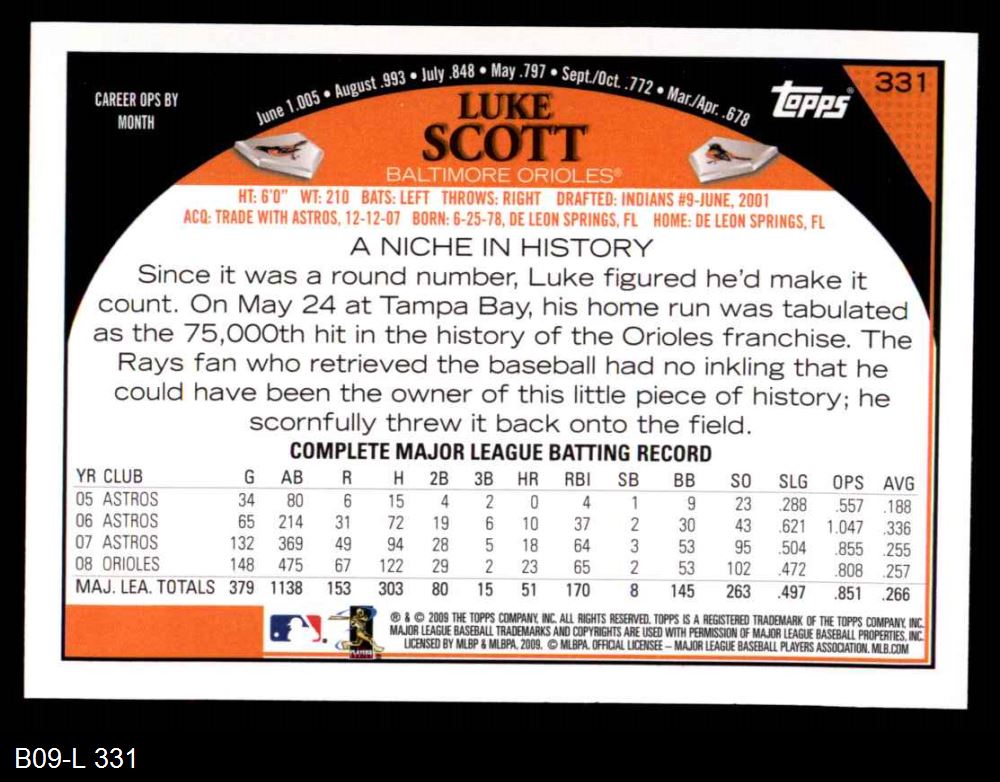 CAREER OPS BY
MONTH
June 1.005 • August .993 • July .848 • May .797 • Sept./Oct. .772 • Mar./Apr. .678
topps®
331
LUKE
SCOTT
BALTIMORE ORIOLES®
HT: 6'0" WT: 210 BATS: LEFT THROWS: RIGHT DRAFTED: INDIANS #9-JUNE, 2001
ACQ: TRADE WITH ASTROS, 12-12-07 BORN: 6-25-78, DE LEON SPRINGS, FL HOME: DE LEON SPRINGS, FL
A NICHE IN HISTORY
Since it was a round number, Luke figured he'd make it
count. On May 24 at Tampa Bay, his home run was tabulated
as the 75,000th hit in the history of the Orioles franchise. The
Rays fan who retrieved the baseball had no inkling that he
could have been the owner of this little piece of history; he
scornfully threw it back onto the field.
COMPLETE MAJOR LEAGUE BATTING RECORD
YR CLUB G AB R H 2B 3B HR RBI SB BB SO SLG OPS AVG
05 ASTROS 34 80 6 15 4 2 0 4 1 9 23 .288 .557 .188
06 ASTROS 65 214 31 72 19 6 10 37 2 30 43 .621 1.047 .336
07 ASTROS 132 369 49 94 28 5 18 64 3 53 95 .504 .855 .255
08 ORIOLES 148 475 67 122 29 2 23 65 2 53 102 .472 .808 .257
MAJ. LEA. TOTALS 379 1138 153 303 80 15 51 170 8 145 263 .497 .851 .266
® & © 2009 THE TOPPS COMPANY, INC. ALL RIGHTS RESERVED. TOPPS IS A REGISTERED TRADEMARK OF THE TOPPS COMPANY, INC.
MAJOR LEAGUE BASEBALL TRADEMARKS AND COPYRIGHTS ARE USED WITH PERMISSION OF MAJOR LEAGUE BASEBALL PROPERTIES, INC.
LICENSED BY MLBP & MLBPA, 2009. © MLBPA. OFFICIAL LICENSEE – MAJOR LEAGUE BASEBALL PLAYERS ASSOCIATION. MLB.COM
PLAYERS
B09-L 331